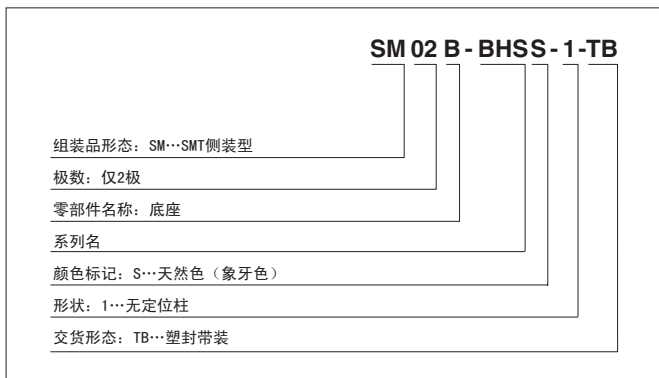 SM 02 B - BHS S - 1 -TB
组装品形态：SM…SMT侧装型
极数：仅2极
零部件名称：底座
系列名
颜色标记：S…天然色（象牙色）
形状：1…无定位柱
交货形态：TB…塑封带装